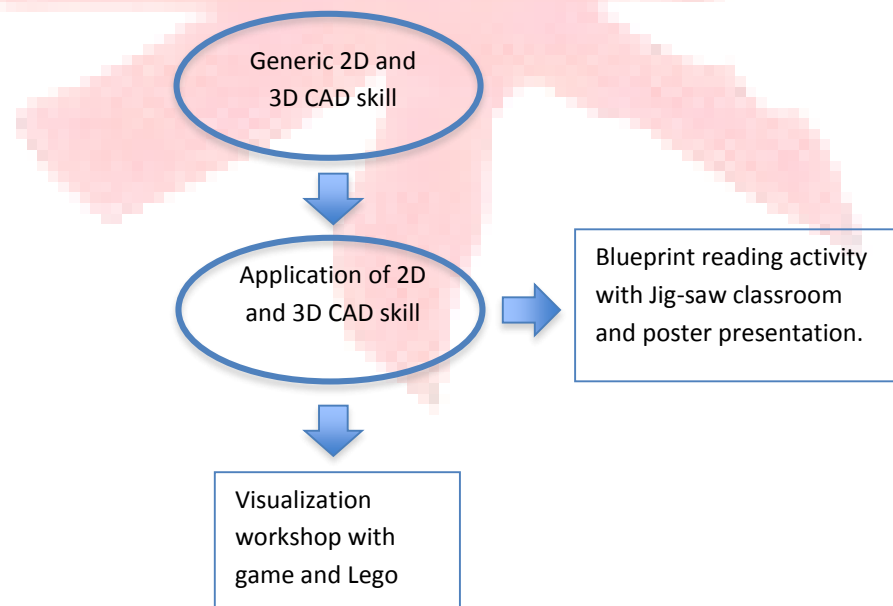 Generic 2D and
3D CAD skill
Application of 2D
and 3D CAD skill
Blueprint reading activity
with Jig-saw classroom
and poster presentation.
Visualization
workshop with
game and Lego